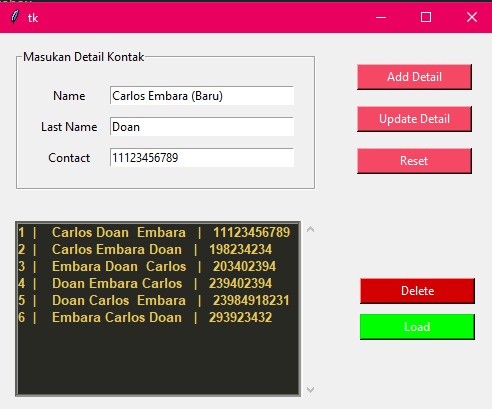 tk
Masukan Detail Kontak
Name Carlos Embara (Baru)
Last Name Doan
Contact 11123456789
Add Detail
Update Detail
Reset
1 | Carlos Doan Embara | 11123456789
2 | Carlos Embara Doan | 198234234
3 | Embara Doan Carlos | 203402394
4 | Doan Embara Carlos | 239402394
5 | Doan Carlos Embara | 23984918231
6 | Embara Carlos Doan | 293923432
Delete
Load